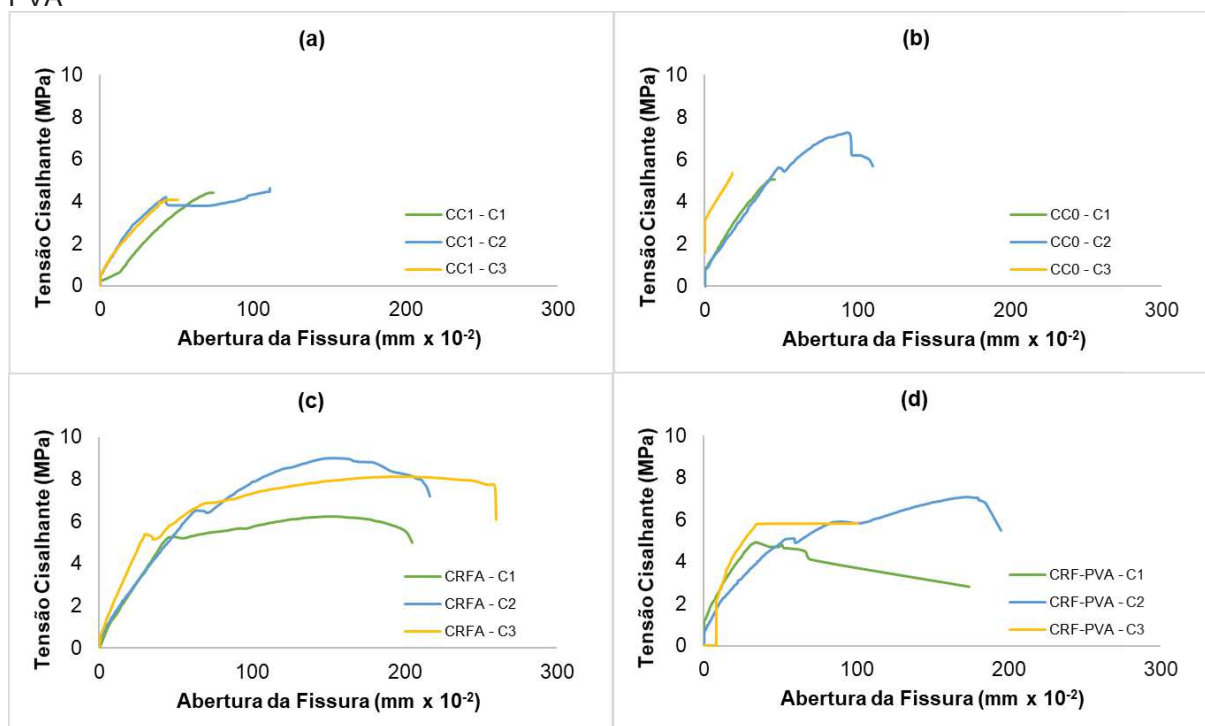 PVA
(a)
Tensão Cisalhante (MPa)
10
8
6
4
2
0
0 100 200 300
Abertura da Fissura (mm x 10⁻²)
CC1 - C1
CC1 - C2
CC1 - C3
(b)
Tensão Cisalhante (MPa)
10
8
6
4
2
0
0 100 200 300
Abertura da Fissura (mm x 10⁻²)
CC0 - C1
CC0 - C2
CC0 - C3
(c)
Tensão Cisalhante (MPa)
10
8
6
4
2
0
0 100 200 300
Abertura da Fissura (mm x 10⁻²)
CRFA - C1
CRFA - C2
CRFA - C3
(d)
Tensão Cisalhante (MPa)
10
8
6
4
2
0
0 100 200 300
Abertura da Fissura (mm x 10⁻²)
CRF-PVA - C1
CRF-PVA - C2
CRF-PVA - C3